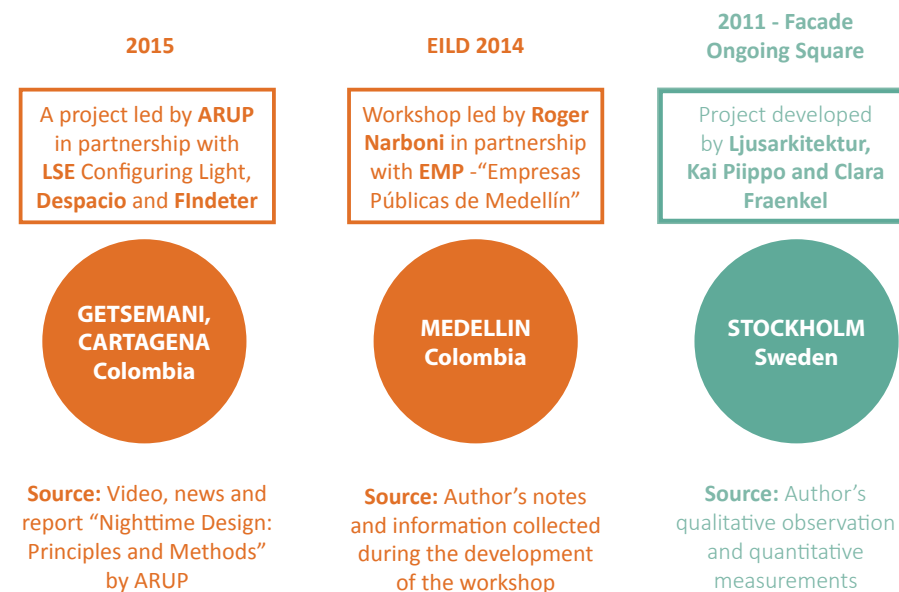 2015
A project led by ARUP
in partnership with
LSE Configuring Light,
Despacio and FIndeter
GETSEMANI,
CARTAGENA
Colombia
Source: Video, news and
report “Nighttime Design:
Principles and Methods”
by ARUP
EILD 2014
Workshop led by Roger
Narboni in partnership
with EMP -“Empresas
Públicas de Medellín”
MEDELLIN
Colombia
Source: Author’s notes
and information collected
during the development
of the workshop
2011 - Facade
Ongoing Square
Project developed
by Ljusarkitektur,
Kai Piippo and Clara
Fraenkel
STOCKHOLM
Sweden
Source: Author’s
qualitative observation
and quantitative
measurements